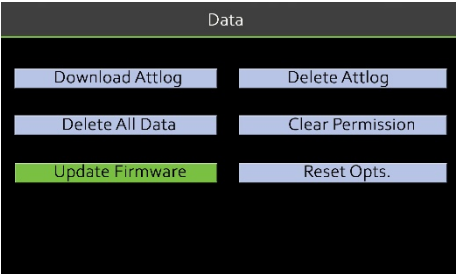 Data
Download Attlog
Delete Attlog
Delete All Data
Clear Permission
Update Firmware
Reset Opts.